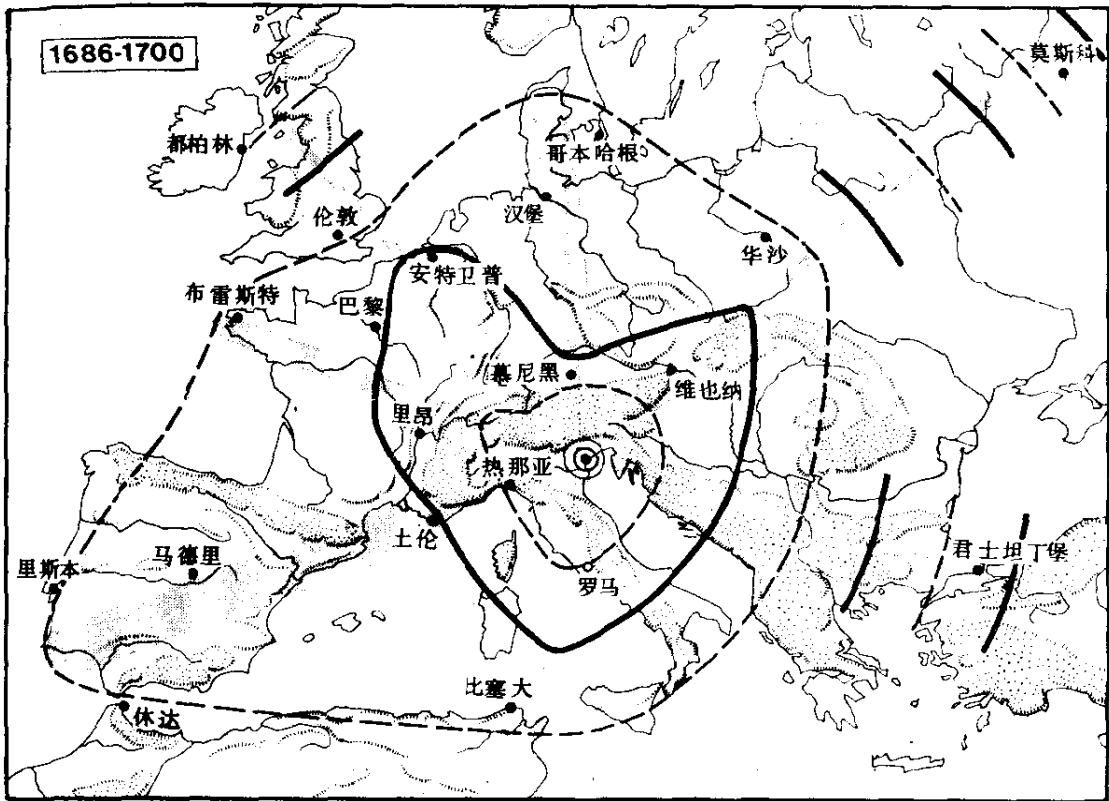 1686-1700
莫斯科
都柏林
哥本哈根
伦敦
汉堡
华沙
安特卫普
布雷斯特
巴黎
慕尼黑
维也纳
里昂
热那亚
土伦
君士坦丁堡
里斯本
马德里
罗马
比塞大
休达